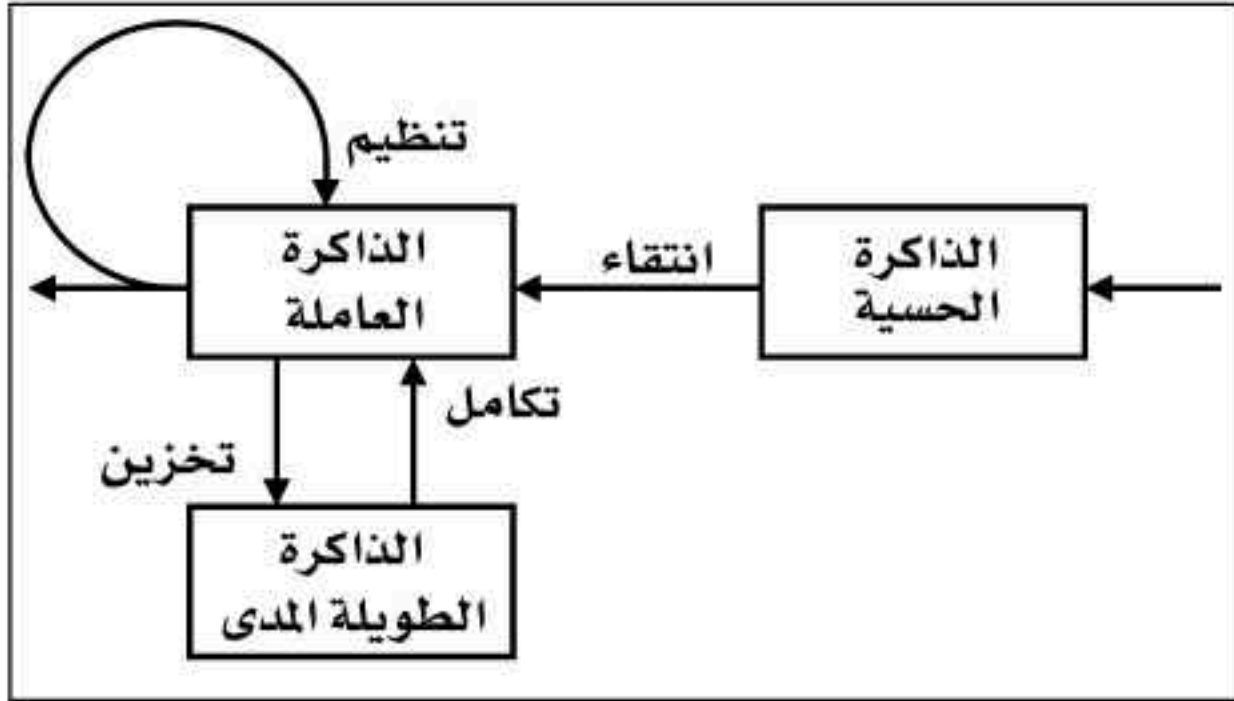 تنظيم
الذاكرة
الحسية
انتقاء
الذاكرة
العاملة
تكامل
تخزين
الذاكرة
الطويلة المدى